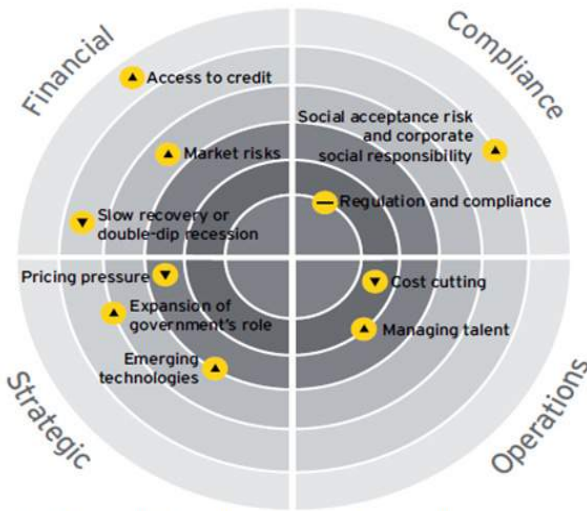 Financial
Compliance
Access to credit
Social acceptance risk
and corporate
social responsibility
Market risks
Regulation and compliance
Slow recovery or
double-dip recession
Pricing pressure
Cost cutting
Expansion of
government's role
Managing talent
Emerging
technologies
Strategic
Operations